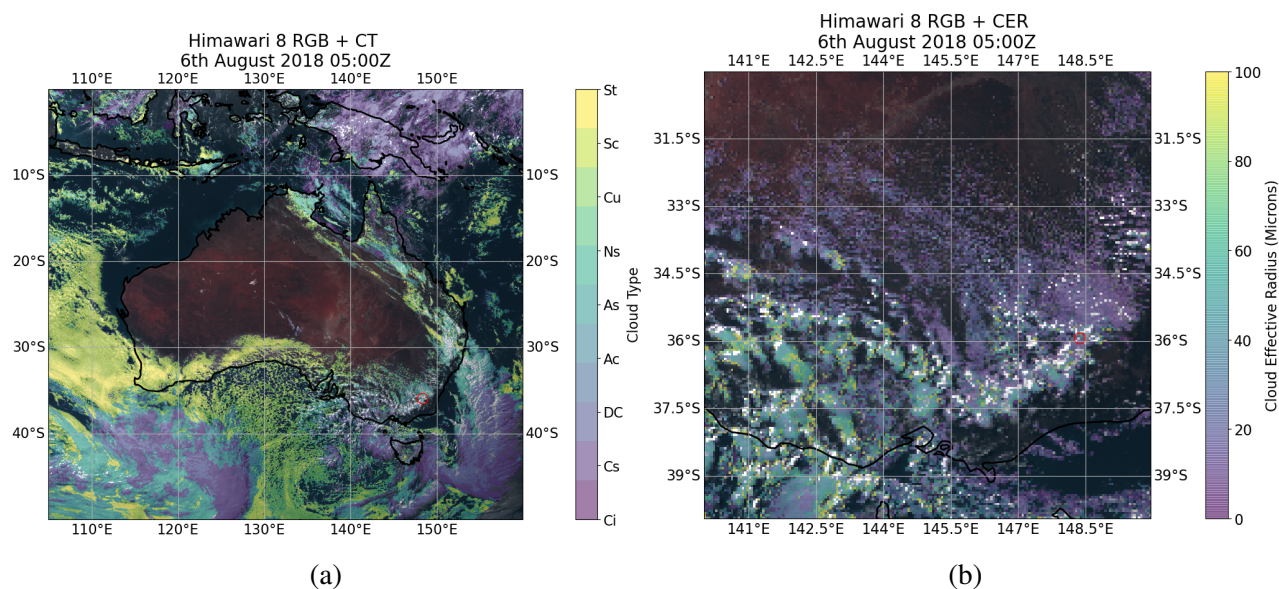 Himawari 8 RGB + CT
6th August 2018 05:00Z
110°E 120°E 130°E 140°E 150°E
10°S
20°S
30°S
40°S
110°E 120°E 130°E 140°E 150°E
St
Sc
Cu
Ns
As
Ac
DC
Cs
Ci
Cloud Type
(a)
Himawari 8 RGB + CER
6th August 2018 05:00Z
141°E 142.5°E 144°E 145.5°E 147°E 148.5°E
31.5°S 31.5°S
33°S 33°S
34.5°S 34.5°S
36°S 36°S
37.5°S 37.5°S
39°S 39°S
141°E 142.5°E 144°E 145.5°E 147°E 148.5°E
100
80
60
40
20
0
Cloud Effective Radius (Microns)
(b)